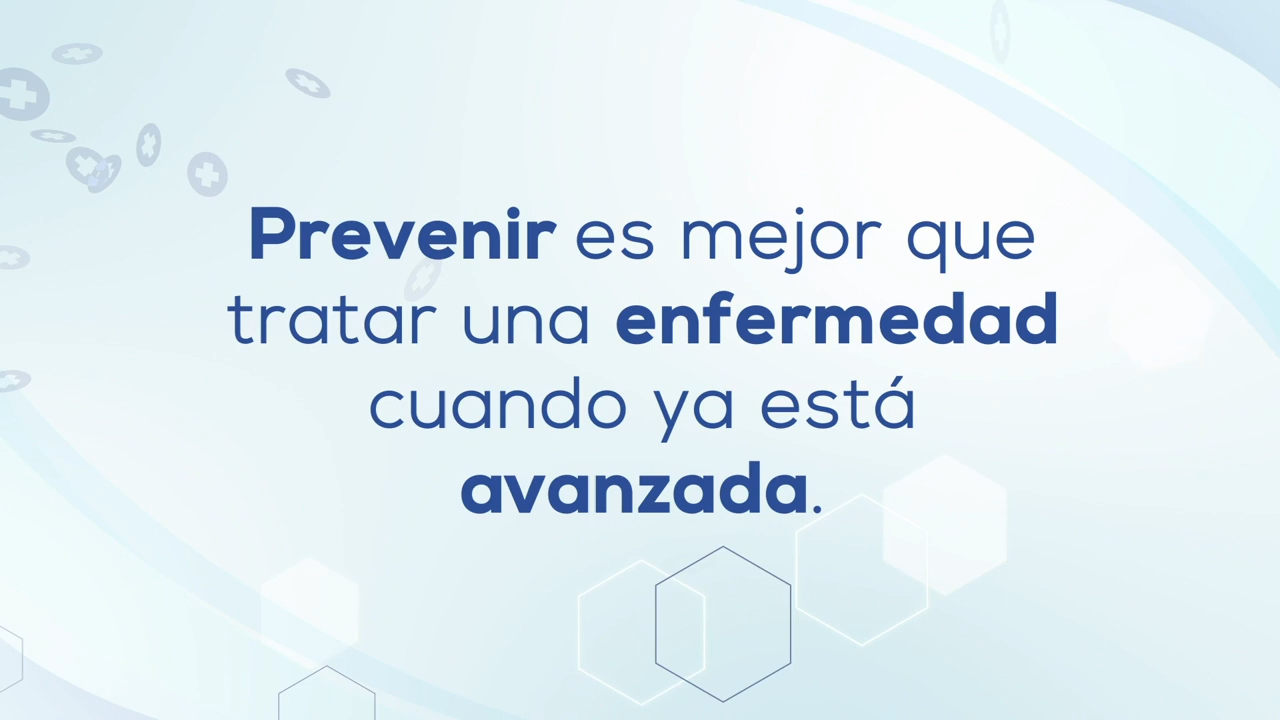 Prevenir es mejor que
tratar una enfermedad
cuando ya está
avanzada.